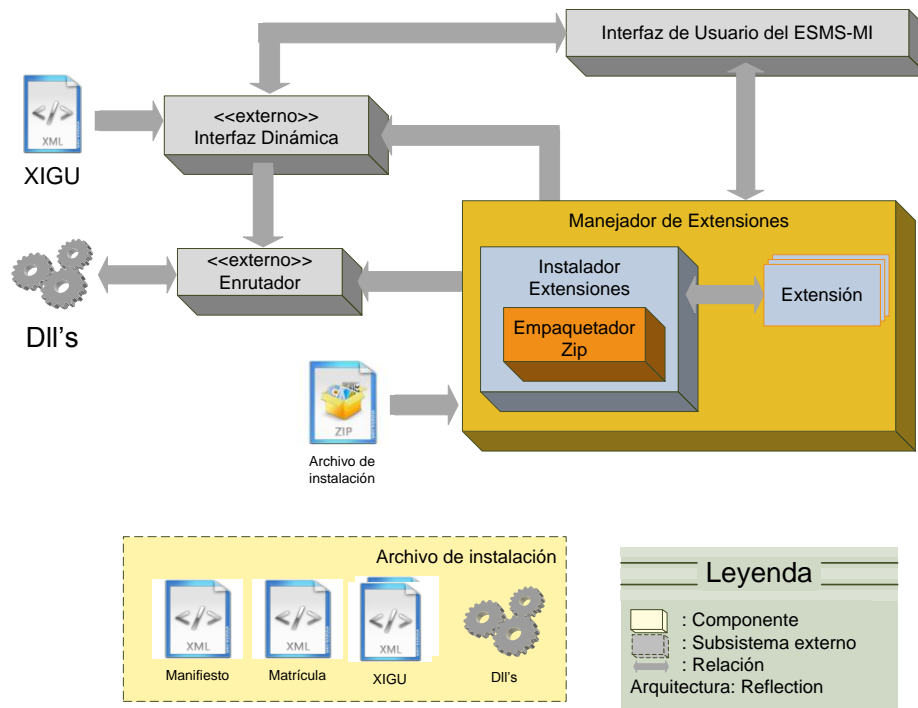 Interfaz de Usuario del ESMS-MI
XML
XIGU
<<externo>>
Interfaz Dinámica
Manejador de Extensiones
<<externo>>
Enrutador
Dll's
Instalador
Extensiones
Empaquetador
Zip
Extensión
ZIP
Archivo de
instalación
Archivo de instalación
XML
Manifiesto
XML
Matrícula
XML
XIGU
Dll's
Leyenda
: Componente
: Subsistema externo
: Relación
Arquitectura: Reflection